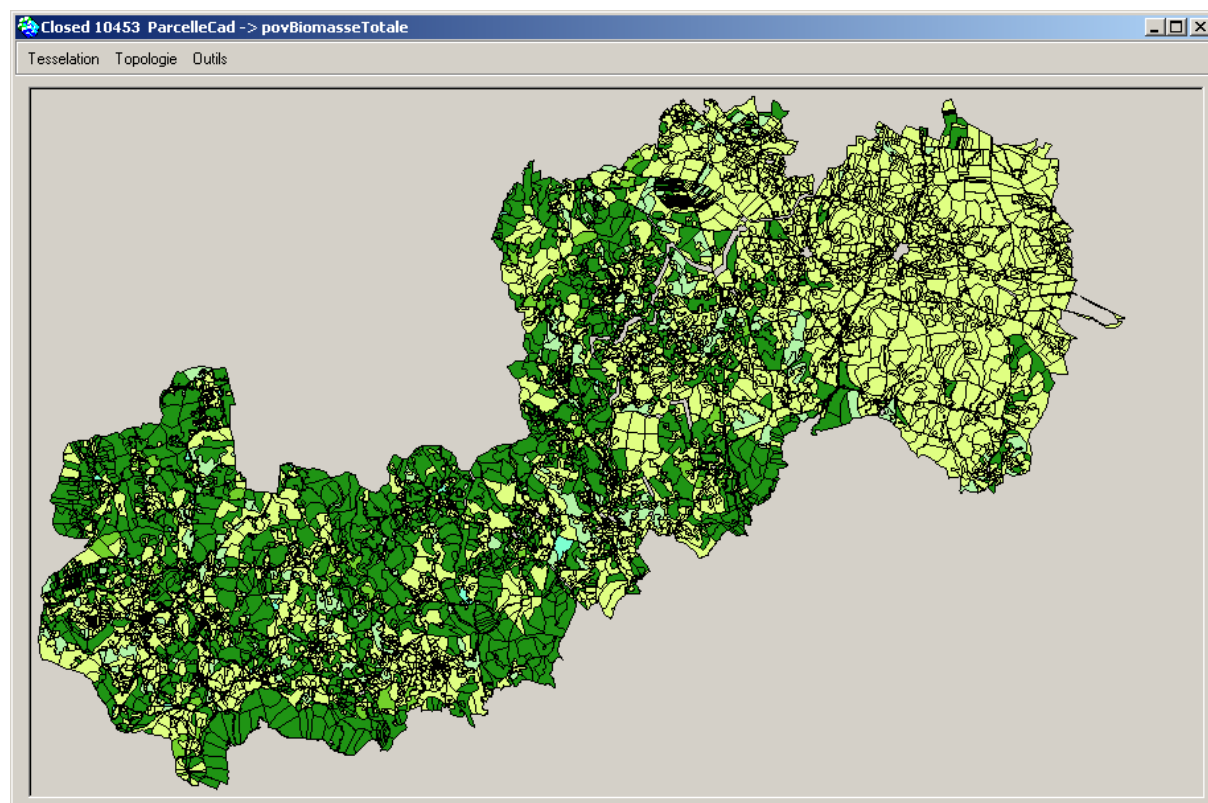 Closed 10453 ParcelleCad -> povBiomasseTotale
Tesselation Topologie Outils